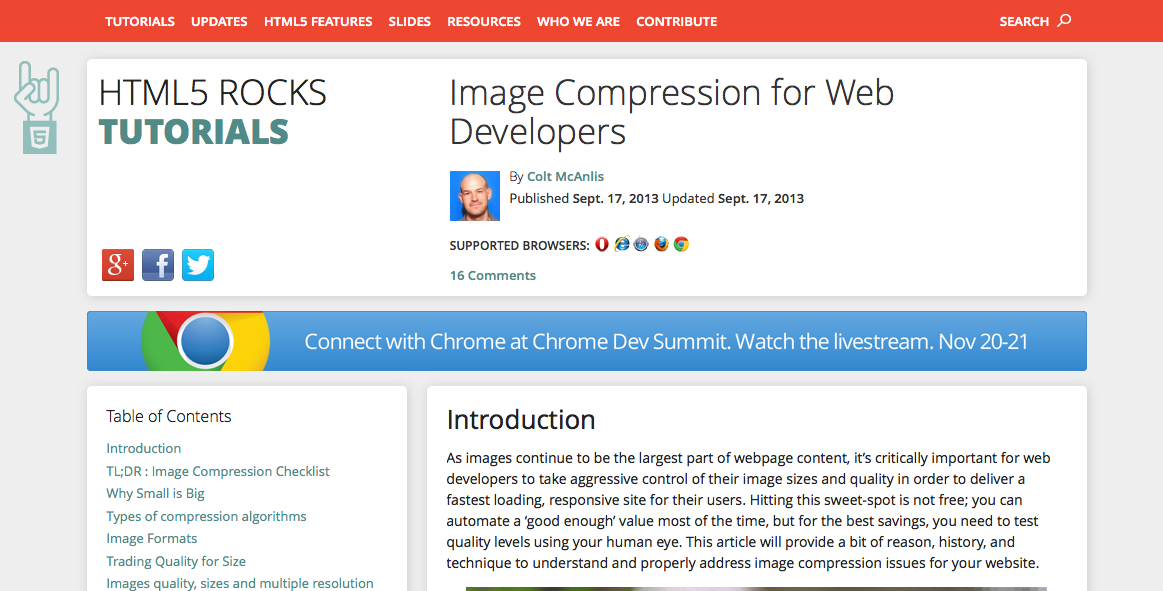 TUTORIALS UPDATES HTML5 FEATURES SLIDES RESOURCES WHO WE ARE CONTRIBUTE SEARCH
5
HTML5 ROCKS
TUTORIALS
Image Compression for Web
Developers
By Colt McAnlis
Published Sept. 17, 2013 Updated Sept. 17, 2013
SUPPORTED BROWSERS:
16 Comments
g+ f
Connect with Chrome at Chrome Dev Summit. Watch the livestream. Nov 20-21
Table of Contents
Introduction
TL;DR : Image Compression Checklist
Why Small is Big
Types of compression algorithms
Image Formats
Trading Quality for Size
Images quality, sizes and multiple resolution
Introduction
As images continue to be the largest part of webpage content, it’s critically important for web
developers to take aggressive control of their image sizes and quality in order to deliver a
fastest loading, responsive site for their users. Hitting this sweet-spot is not free; you can
automate a ‘good enough’ value most of the time, but for the best savings, you need to test
quality levels using your human eye. This article will provide a bit of reason, history, and
technique to understand and properly address image compression issues for your website.